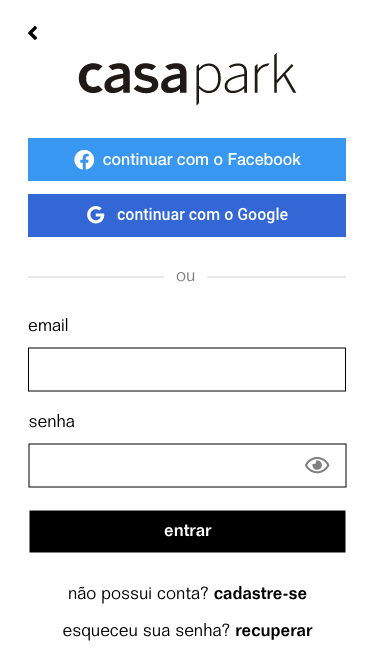 casapark
continuar com o Facebook
continuar com o Google
ou
email
senha
entrar
não possui conta? cadastre-se
esqueceu sua senha? recuperar